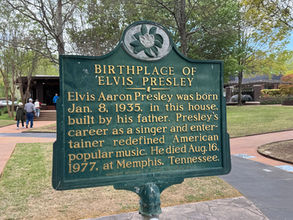 BIRTHPLACE OF
ELVIS PRESLEY
Elvis Aaron Presley was born
Jan. 8, 1935, in this house,
built by his father. Presley's
career as a singer and enter-
tainer redefined American
popular music. He died Aug. 16,
1977, at Memphis, Tennessee.